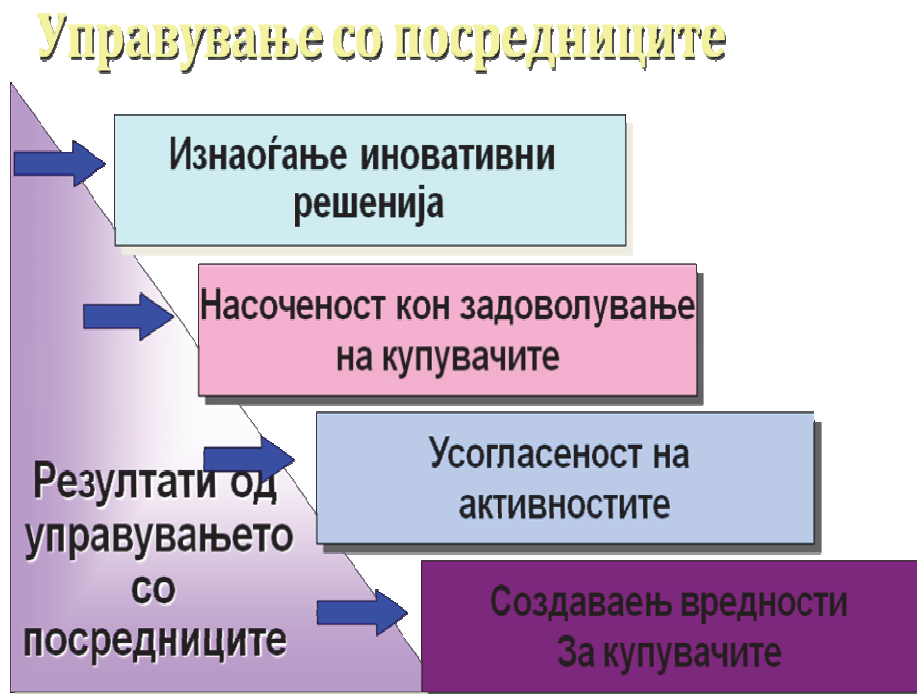 Управување со посредниците
Изнаоѓање иновативни
решенија
Насоченост кон задоволување
на купувачите
Усогласеност на
активностите
Создаваењ вредности
За купувачите
Резултати од
управувањето
со
посредниците